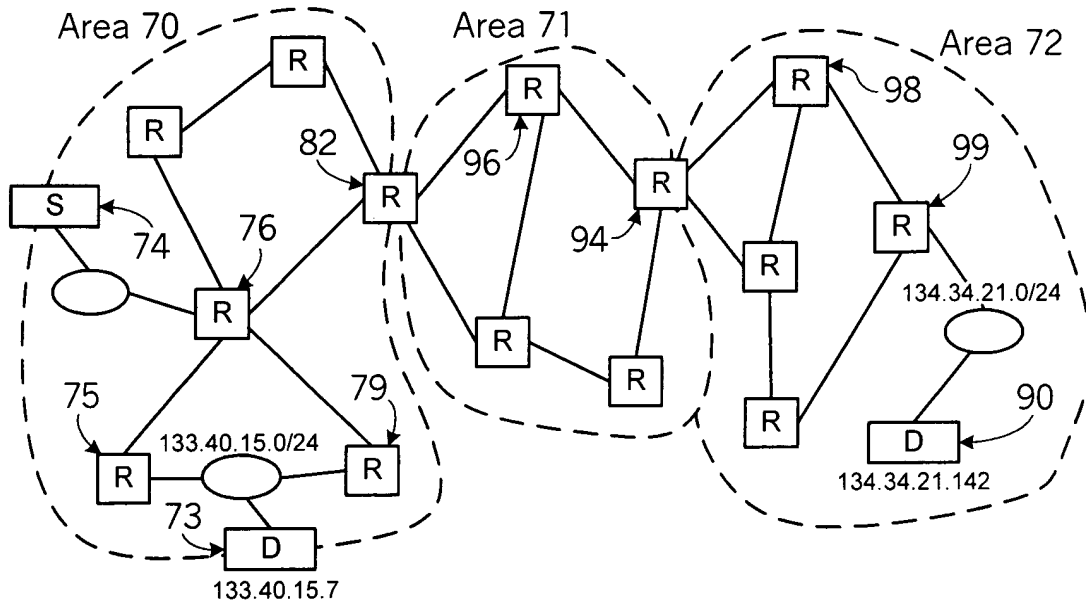 Area 70
Area 71
Area 72
R
R
R
R
98
82
96
99
R
R
S
74
76
94
R
R
R
134.34.21.0/24
R
R
75
79
90
133.40.15.0/24
R
R
R
D
134.34.21.142
73
D
133.40.15.7